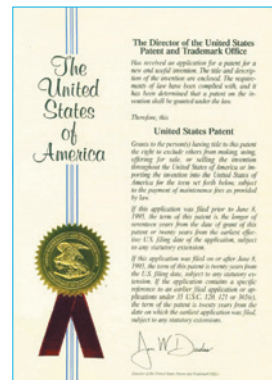 The
United
States
of
America
The Director of the United States
Patent and Trademark Office
Has received an application for a patent for a
new and useful invention. The title and descrip-
tion of the invention are enclosed. The require-
ments of law have been complied with, and it
has been determined that a patent on the in-
vention shall be granted under the law.
Therefore, this
United States Patent
Grants to the person(s) having title to this patent
the right to exclude others from making, using,
offering for sale, or selling the invention
throughout the United States of America or im-
porting the invention into the United States of
America for the term set forth below, subject
to the payment of maintenance fees as provided
by law.
If this application was filed prior to June 8,
1995, the term of this patent is the longer of
seventeen years from the date of grant of this
patent or twenty years from the earliest effec-
tive U.S. filing date of the application, subject
to any statutory extension.
If this application was filed on or after June 8,
1995, the term of this patent is twenty years from
the U.S. filing date, subject to any statutory ex-
tension. If the application contains a specific
reference to an earlier filed application or ap-
plications under 35 U.S.C. 120, 121 or 365(c),
the term of the patent is twenty years from the
date on which the earliest application was filed,
subject to any statutory extensions.
Director of the United States Patent and Trademark Office